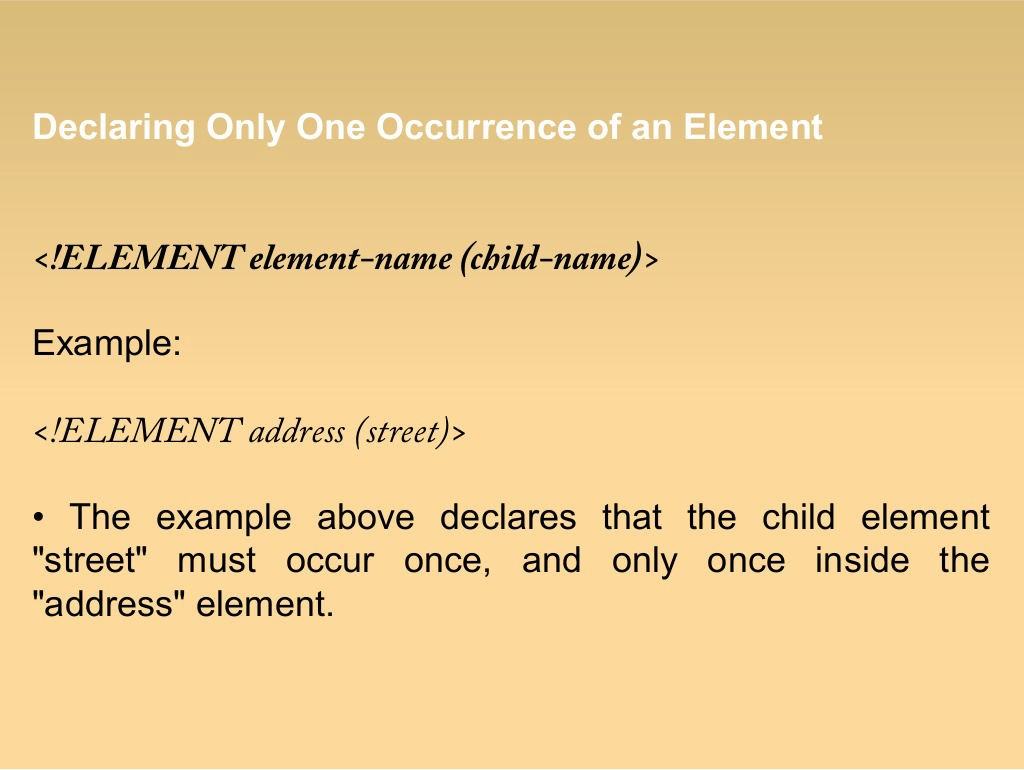 Declaring Only One Occurrence of an Element
<!ELEMENT element-name (child-name)>
Example:
<!ELEMENT address (street)>
• The example above declares that the child element
"street" must occur once, and only once inside the
"address" element.